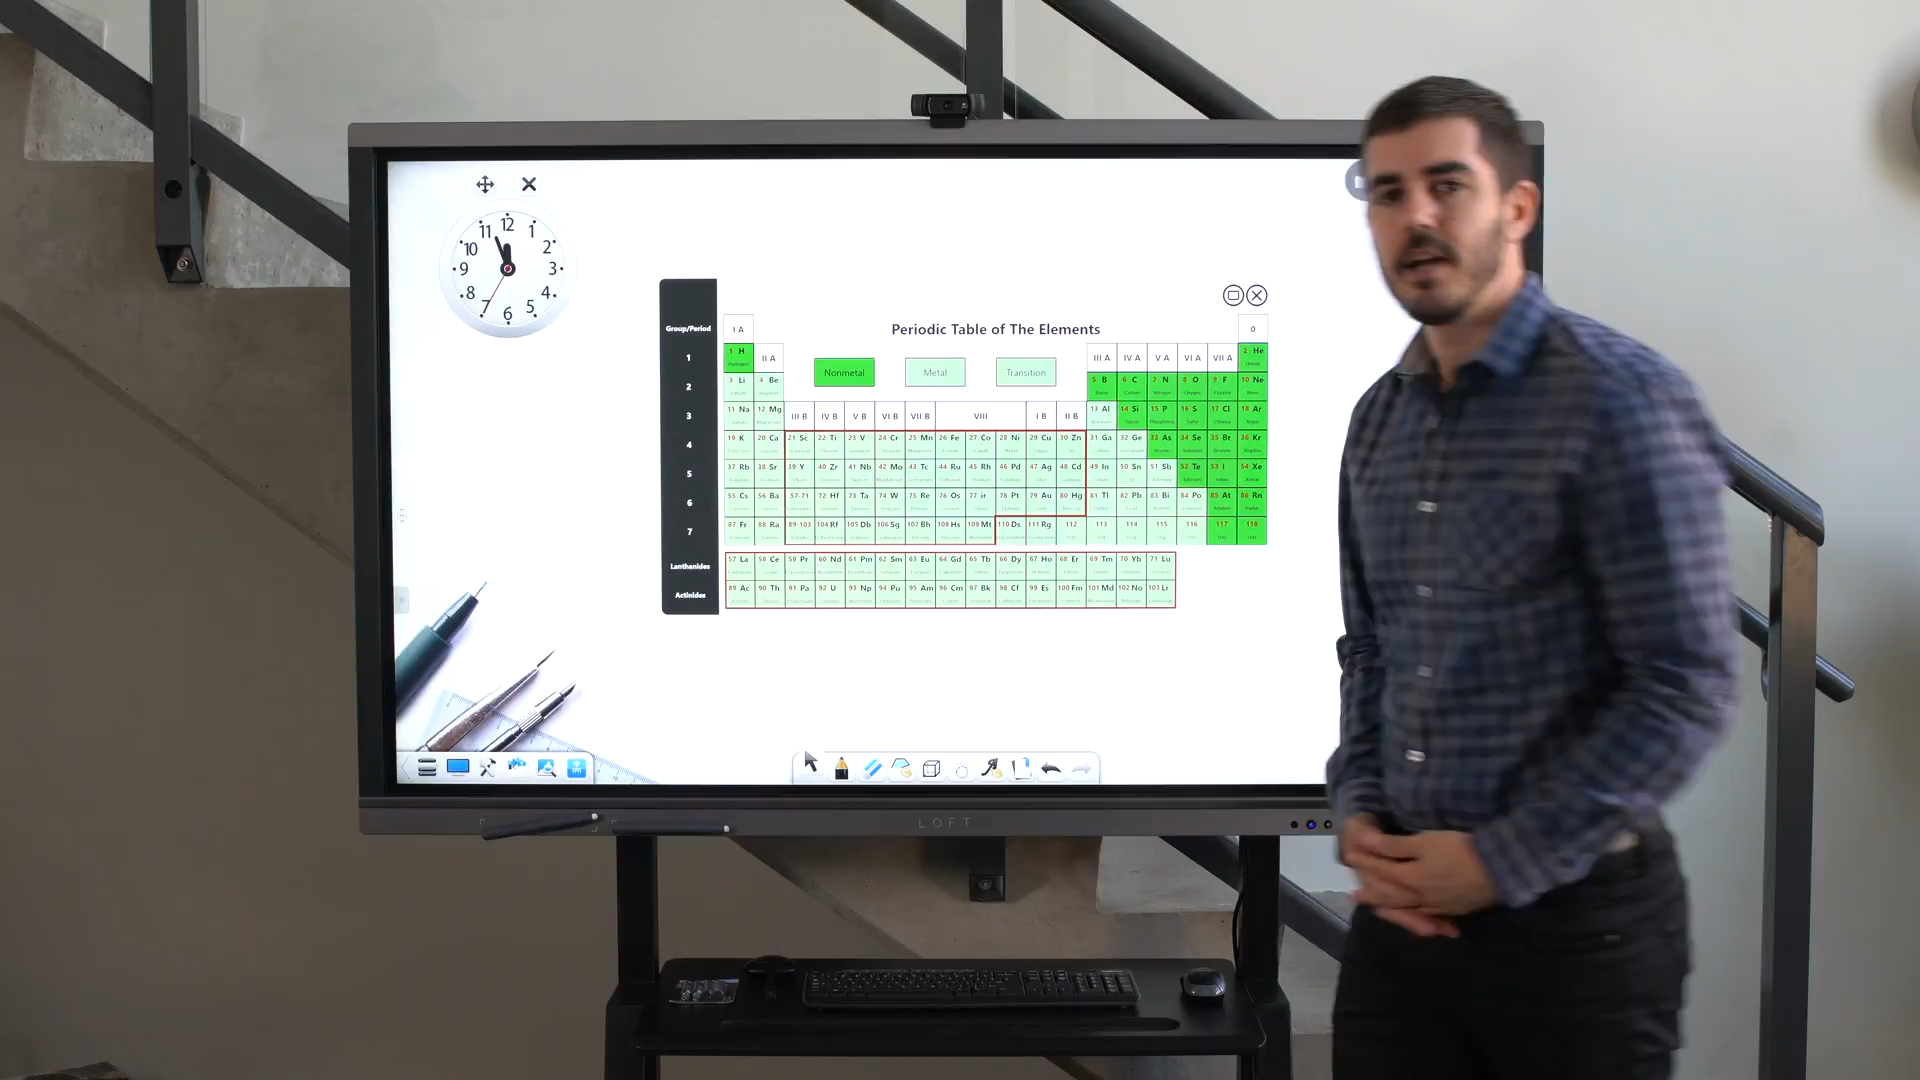 12
11 1
10 2
9 3
8 4
7 5
6
Group/Period
I A
Periodic Table of The Elements
0
1
1 H
II A
Nonmetal
Metal
Transition
III A IV A V A VI A VII A
2 He
2
3 Li 4 Be
5 B 6 C 7 N 8 O 9 F 10 Ne
3
11 Na 12 Mg
III B IV B V B VI B VII B VIII I B II B
13 Al 14 Si 15 P 16 S 17 Cl 18 Ar
4
19 K 20 Ca 21 Sc 22 Ti 23 V 24 Cr 25 Mn 26 Fe 27 Co 28 Ni 29 Cu 30 Zn 31 Ga 32 Ge 33 As 34 Se 35 Br 36 Kr
5
37 Rb 38 Sr 39 Y 40 Zr 41 Nb 42 Mo 43 Tc 44 Ru 45 Rh 46 Pd 47 Ag 48 Cd 49 In 50 Sn 51 Sb 52 Te 53 I 54 Xe
6
55 Cs 56 Ba 57-71 72 Hf 73 Ta 74 W 75 Re 76 Os 77 ir 78 Pt 79 Au 80 Hg 81 Tl 82 Pb 83 Bi 84 Po 85 At 86 Rn
7
87 Fr 88 Ra 89-103 104 Rf 105 Db 106 Sg 107 Bh 108 Hs 109 Mt 110 Ds 111 Rg 112 113 114 115 116 117 118
Lanthenides
57 La 58 Ce 59 Pr 60 Nd 61 Pm 62 Sm 63 Eu 64 Gd 65 Tb 66 Dy 67 Ho 68 Er 69 Tm 70 Yb 71 Lu
Actinides
89 Ac 90 Th 91 Pa 92 U 93 Np 94 Pu 95 Am 96 Cm 97 Bk 98 Cf 99 Es 100 Fm 101 Md 102 No 103 Lr
LOFT